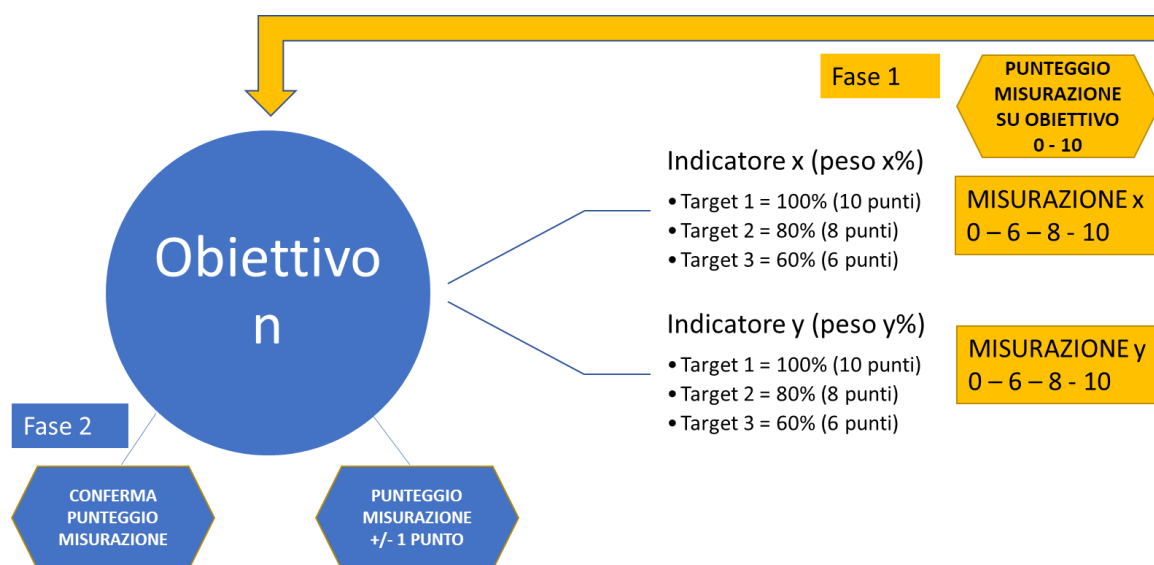 Fase 1
PUNTEGGIO
MISURAZIONE
SU OBIETTIVO
0 - 10
Obiettivo
n
Indicatore x (peso x%)
• Target 1 = 100% (10 punti)
• Target 2 = 80% (8 punti)
• Target 3 = 60% (6 punti)
MISURAZIONE x
0 – 6 – 8 - 10
Indicatore y (peso y%)
• Target 1 = 100% (10 punti)
• Target 2 = 80% (8 punti)
• Target 3 = 60% (6 punti)
MISURAZIONE y
0 – 6 – 8 - 10
Fase 2
CONFERMA
PUNTEGGIO
MISURAZIONE
PUNTEGGIO
MISURAZIONE
+/- 1 PUNTO